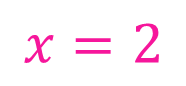 x = 2